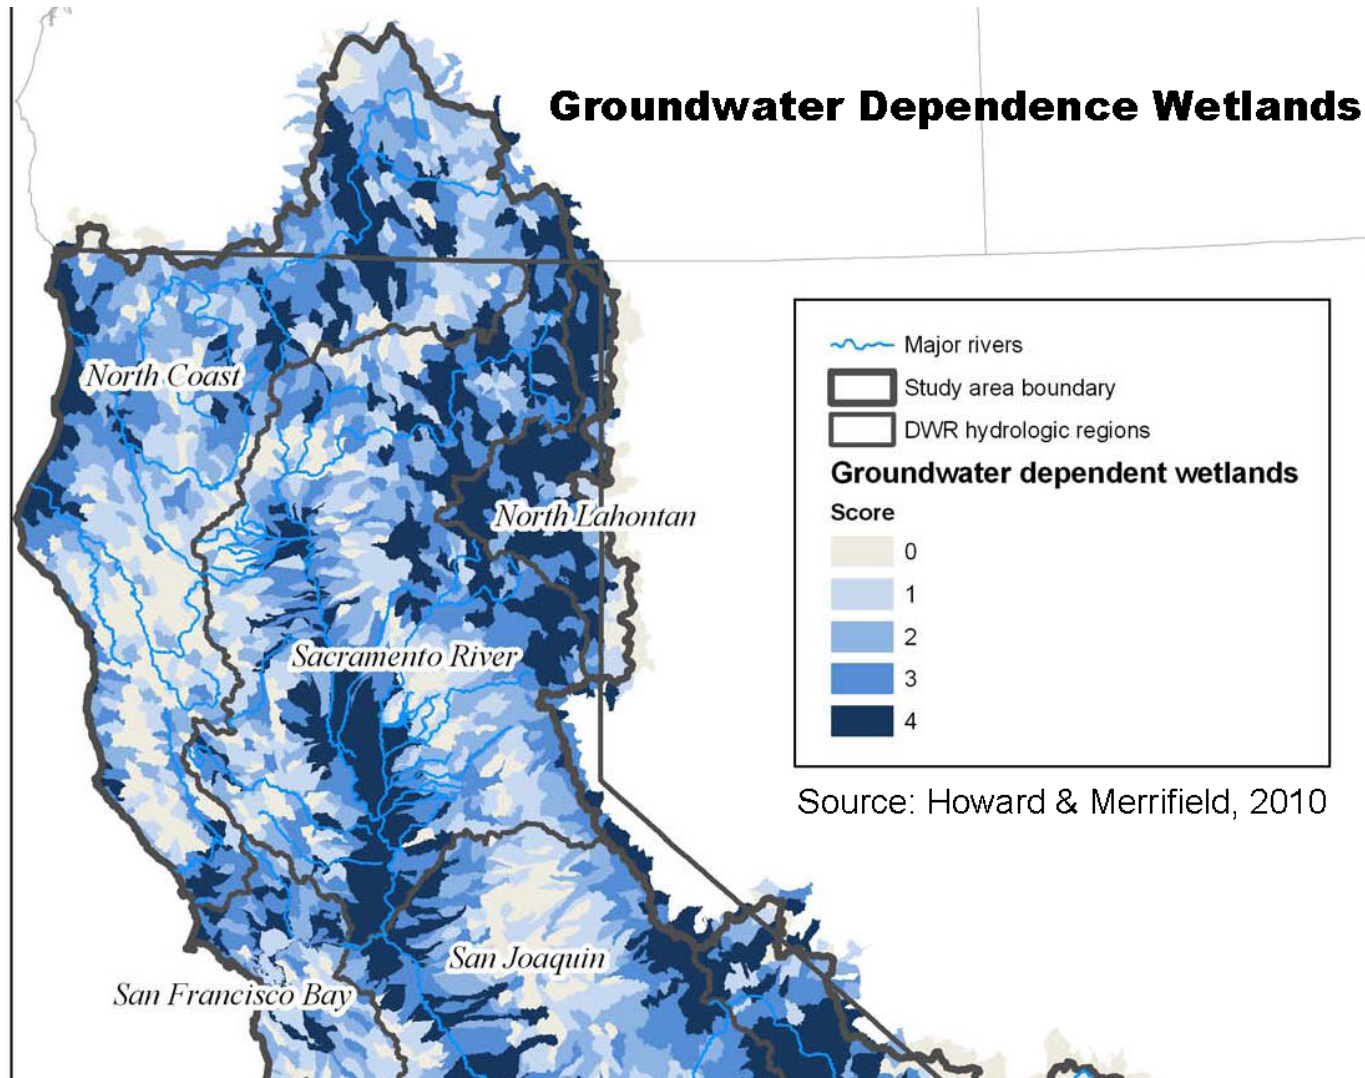 Groundwater Dependence Wetlands
Major rivers
Study area boundary
DWR hydrologic regions
Groundwater dependent wetlands
Score
0
1
2
3
4
Source: Howard & Merrifield, 2010
North Coast
North Lahontan
Sacramento River
San Joaquin
San Francisco Bay